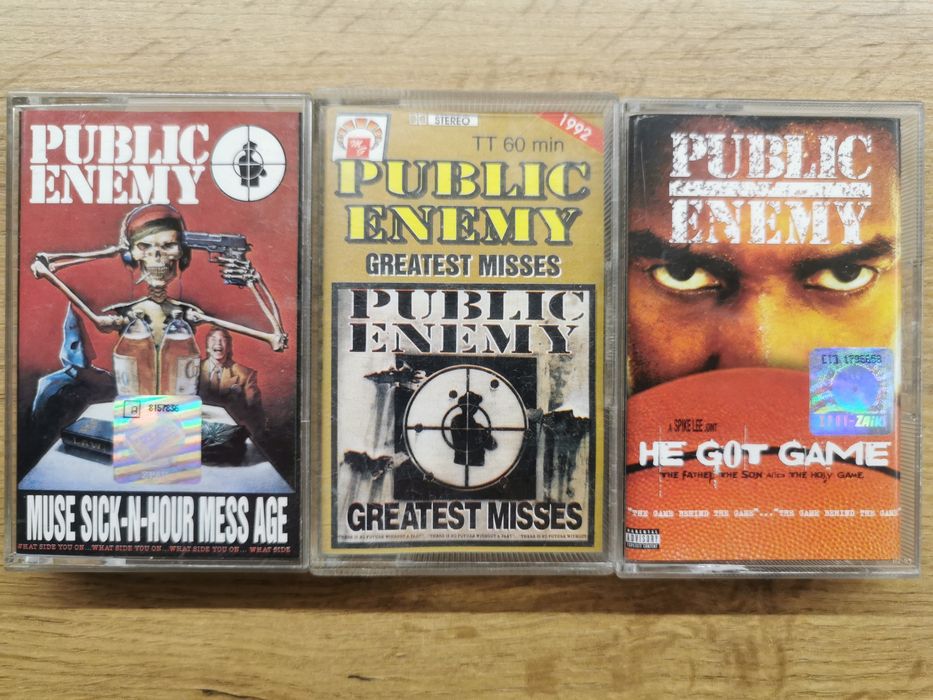 PUBLIC
ENEMY
LAW
A
8157836
MUSE SICK-N-HOUR MESS AGE
WHAT SIDE YOU ON...WHAT SIDE YOU ON... WHAT SIDE YOU ON... WHAT SIDE
STEREO
1992
TT 60 min
PUBLIC
ENEMY
GREATEST MISSES
PUBLIC
ENEMY
GREATEST MISSES
PUBLIC
ENEMY
ZAiKS
A SPIKE LEE JOINT
HE GOT GAME
THE FATHER, THE SON AND THE HOLY GAME
"THE GAME BEHIND THE GAME"..."THE GAME BEHIND THE GAME
PARENTAL
ADVISORY
EXPLICIT CONTENT